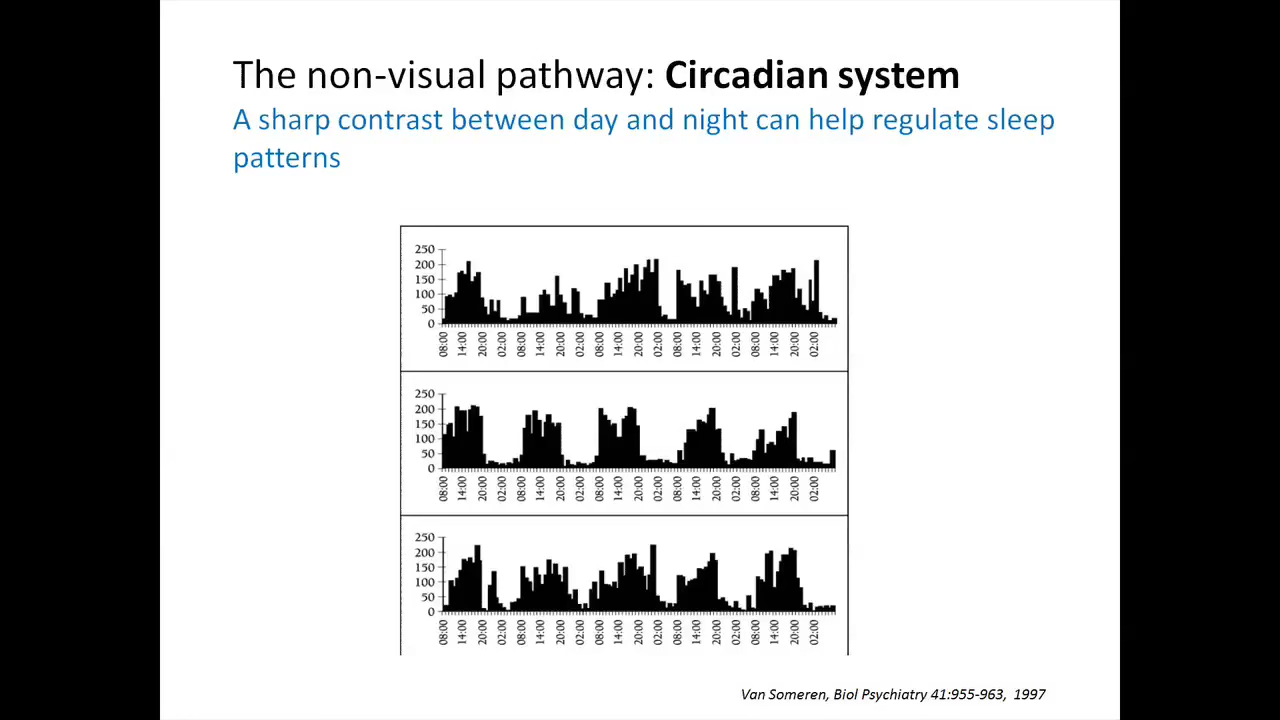 The non-visual pathway: Circadian system
A sharp contrast between day and night can help regulate sleep
patterns
250
200
150
100
50
0
08:00 14:00 20:00 02:00 08:00 14:00 20:00 02:00 08:00 14:00 20:00 02:00 08:00 14:00 20:00 02:00 08:00 14:00 20:00 02:00
250
200
150
100
50
0
08:00 14:00 20:00 02:00 08:00 14:00 20:00 02:00 08:00 14:00 20:00 02:00 08:00 14:00 20:00 02:00 08:00 14:00 20:00 02:00
250
200
150
100
50
0
08:00 14:00 20:00 02:00 08:00 14:00 20:00 02:00 08:00 14:00 20:00 02:00 08:00 14:00 20:00 02:00 08:00 14:00 20:00 02:00
Van Someren, Biol Psychiatry 41:955-963, 1997